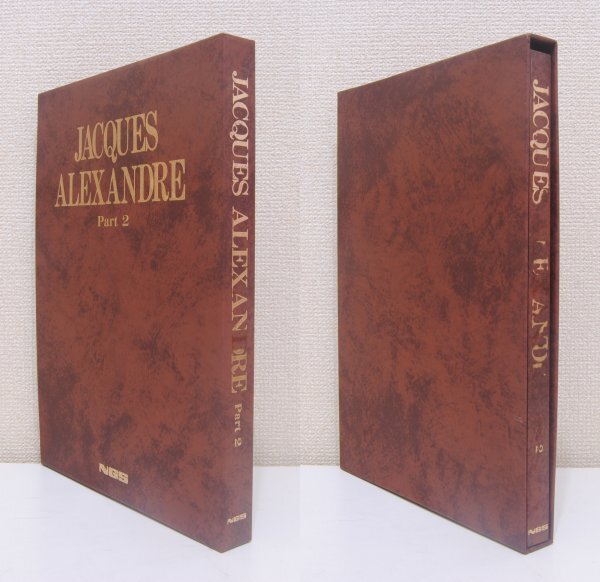 JACQUES
ALEXANDRE
Part 2
NGS
JACQUES ALEXANDRE Part 2
NGS
JACQUES
2
NGS